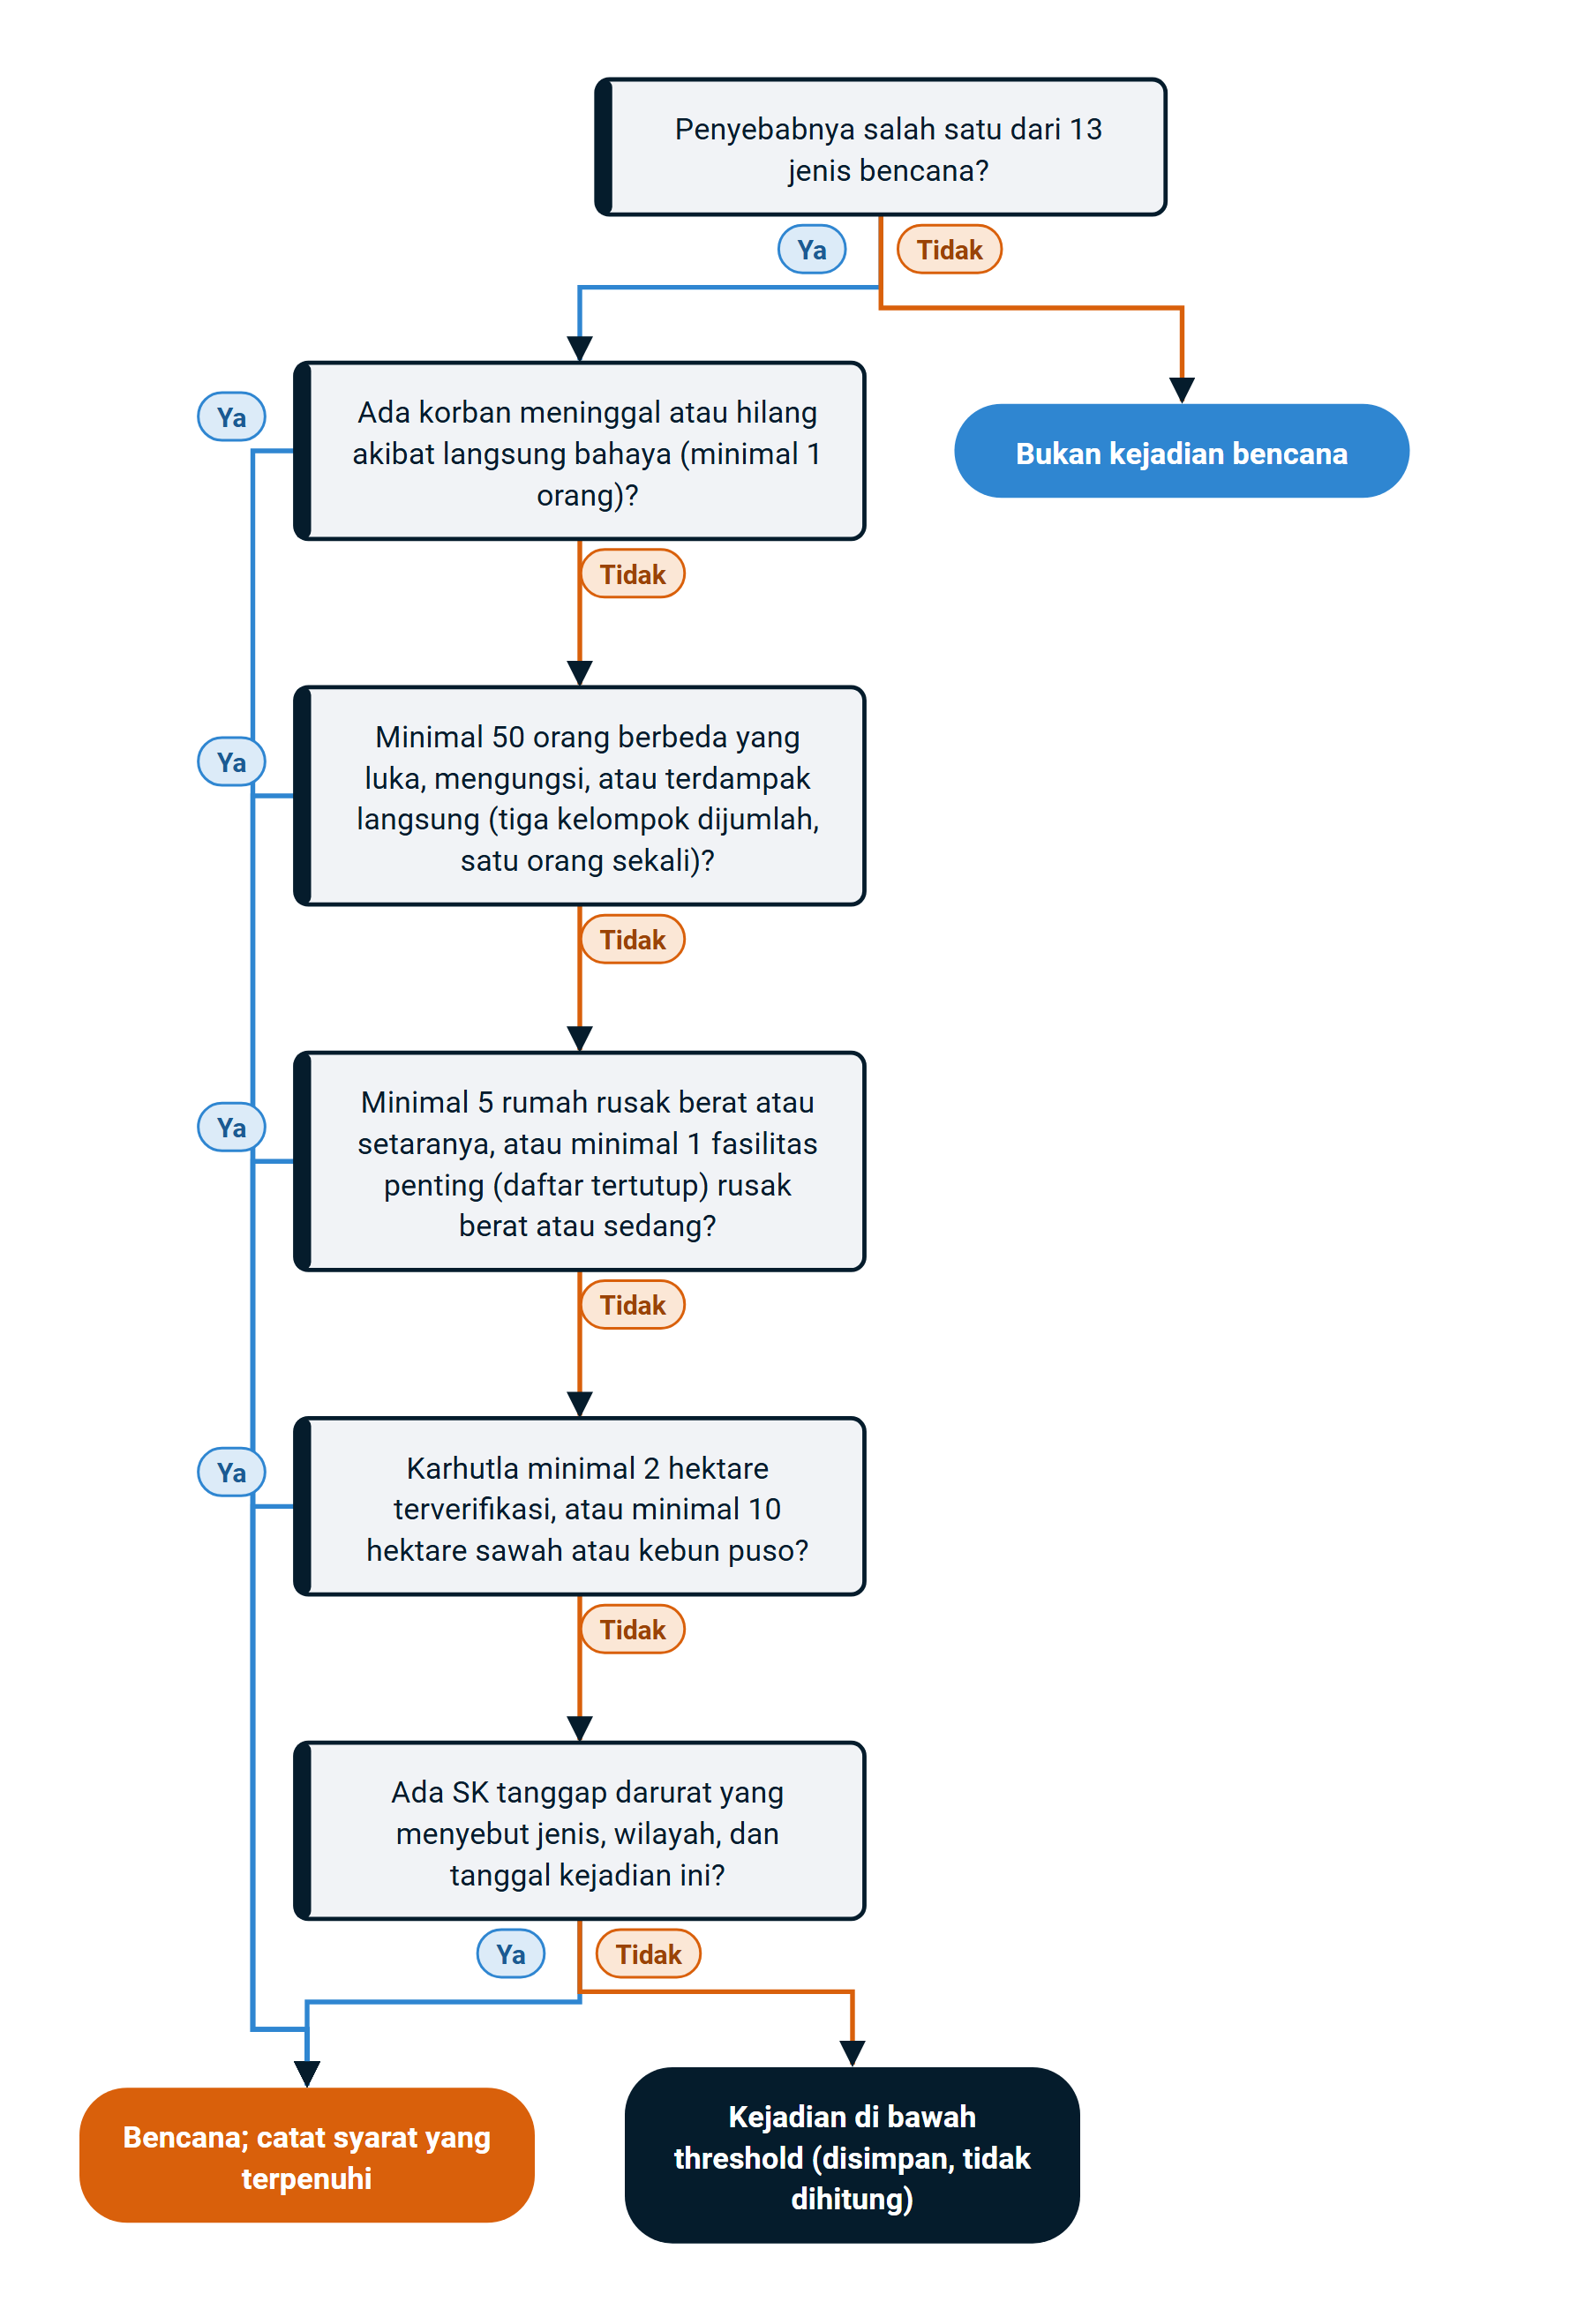 Penyebabnya salah satu dari 13
jenis bencana?
Ya
Tidak
Ada korban meninggal atau hilang
akibat langsung bahaya (minimal 1
orang)?
Ya
Bukan kejadian bencana
Tidak
Minimal 50 orang berbeda yang
luka, mengungsi, atau terdampak
langsung (tiga kelompok dijumlah,
satu orang sekali)?
Ya
Tidak
Minimal 5 rumah rusak berat atau
setaranya, atau minimal 1 fasilitas
penting (daftar tertutup) rusak
berat atau sedang?
Ya
Tidak
Karhutla minimal 2 hektare
terverifikasi, atau minimal 10
hektare sawah atau kebun puso?
Ya
Tidak
Ada SK tanggap darurat yang
menyebut jenis, wilayah, dan
tanggal kejadian ini?
Ya
Tidak
Bencana; catat syarat yang
terpenuhi
Kejadian di bawah
threshold (disimpan, tidak
dihitung)